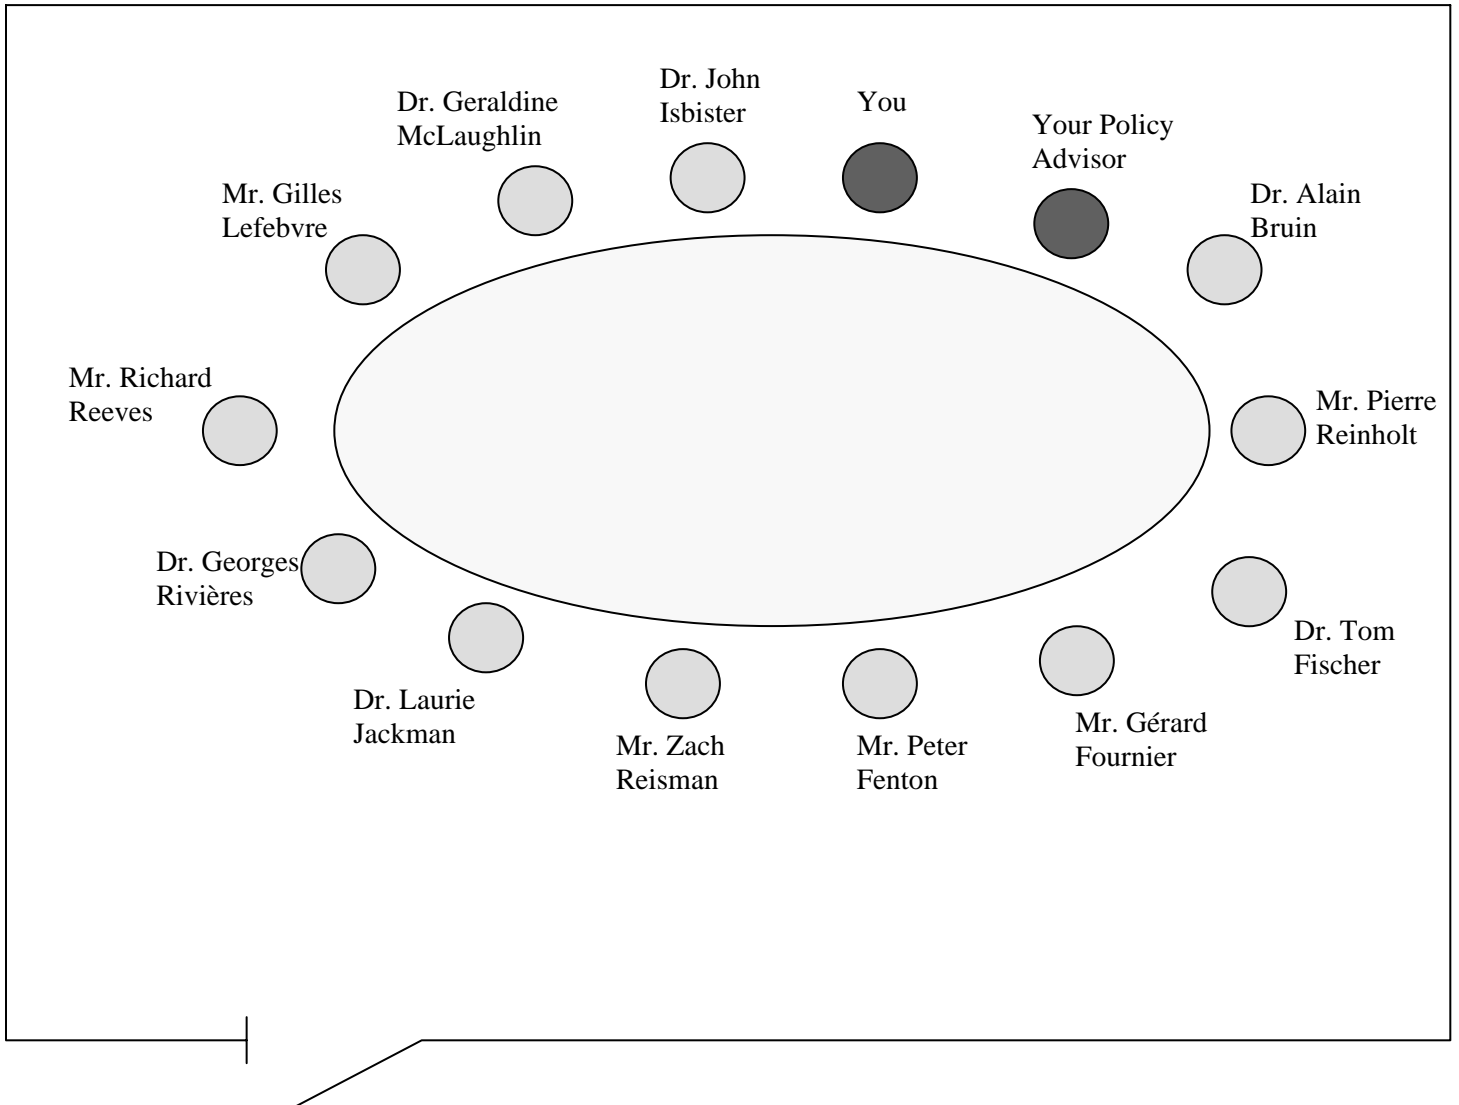 Dr. John
Isbister
You
Dr. Geraldine
McLaughlin
Your Policy
Advisor
Mr. Gilles
Lefebvre
Dr. Alain
Bruin
Mr. Richard
Reeves
Mr. Pierre
Reinholt
Dr. Georges
Rivières
Dr. Tom
Fischer
Dr. Laurie
Jackman
Mr. Zach
Reisman
Mr. Peter
Fenton
Mr. Gérard
Fournier